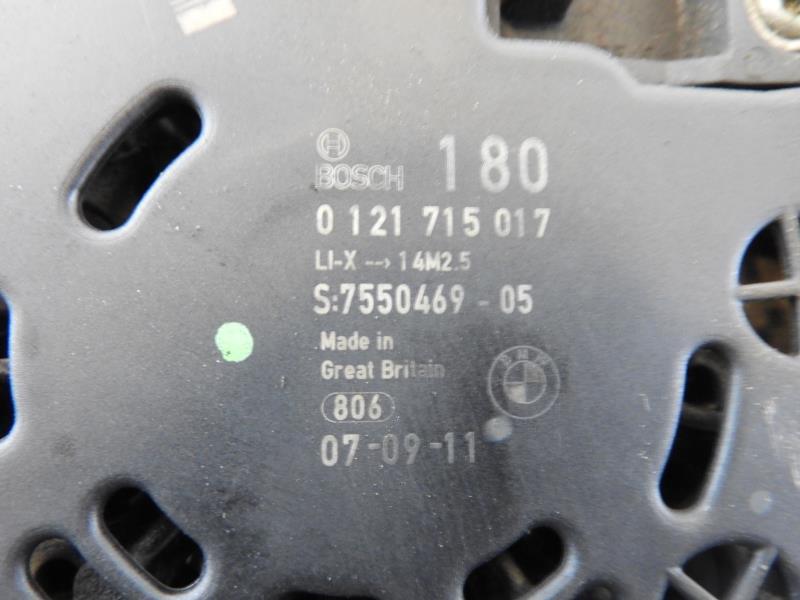 BOSCH 180
0 121 715 017
LI-X --→ 14M2.5
S:7550469 - 05
Made in
Great Britain
BMW
806
07-09-11